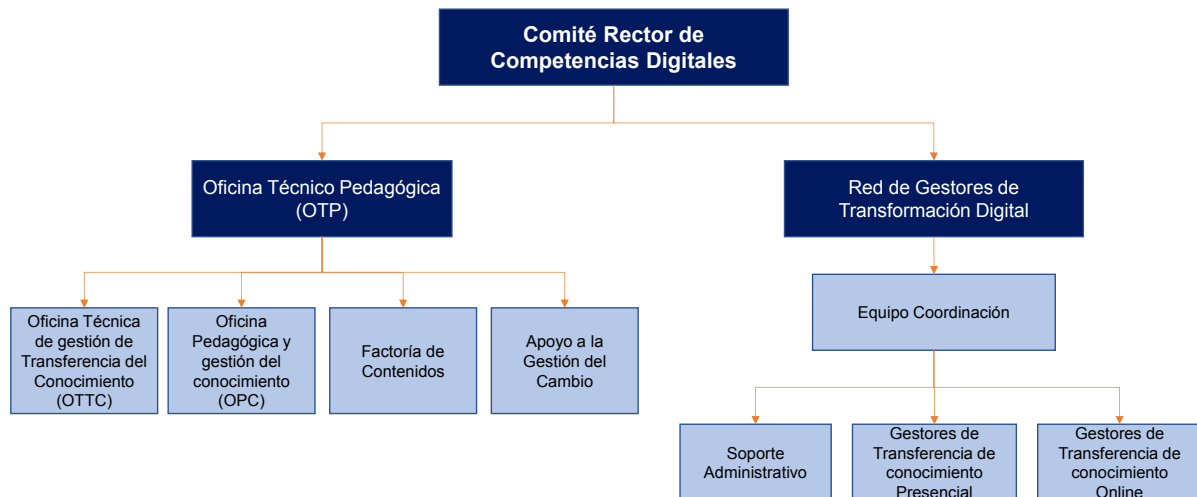 Comité Rector de
Competencias Digitales
Oficina Técnico Pedagógica
(OTP)
Red de Gestores de
Transformación Digital
Oficina Técnica
de gestión de
Transferencia del
Conocimiento
(OTTC)
Oficina
Pedagógica y
gestión del
conocimiento
(OPC)
Factoría de
Contenidos
Apoyo a la
Gestión del
Cambio
Equipo Coordinación
Soporte
Administrativo
Gestores de
Transferencia de
conocimiento
Presencial
Gestores de
Transferencia de
conocimiento
Online